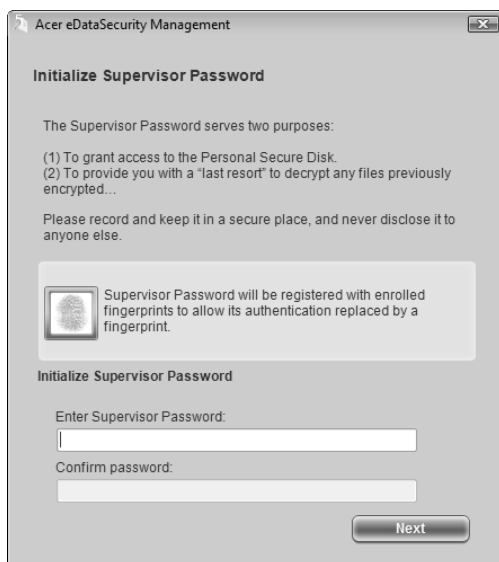 Acer eDataSecurity Management
Initialize Supervisor Password
The Supervisor Password serves two purposes:
(1) To grant access to the Personal Secure Disk.
(2) To provide you with a “last resort” to decrypt any files previously
encrypted...
Please record and keep it in a secure place, and never disclose it to
anyone else.
Supervisor Password will be registered with enrolled
fingerprints to allow its authentication replaced by a
fingerprint.
Initialize Supervisor Password
Enter Supervisor Password:
Confirm password:
Next